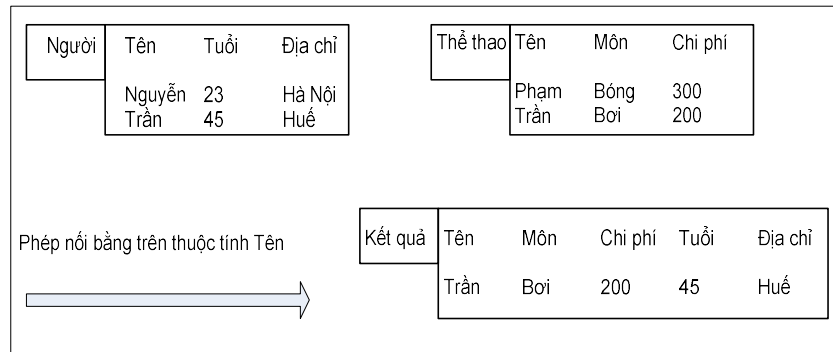 Người Tên Tuổi Địa chỉ
Nguyễn 23 Hà Nội
Trần 45 Huế
Thể thao Tên Môn Chi phí
Phạm Bóng 300
Trần Bơi 200
Phép nối bằng trên thuộc tính Tên
Kết quả Tên Môn Chi phí Tuổi Địa chỉ
Trần Bơi 200 45 Huế